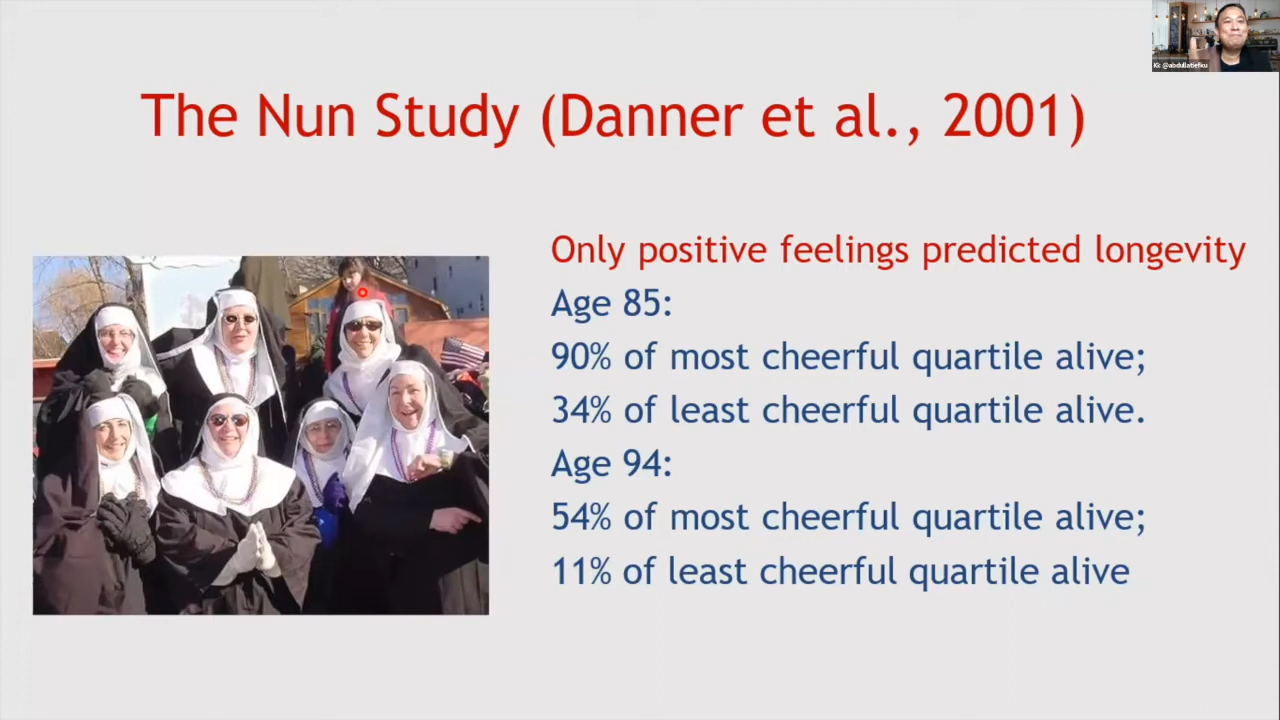 IG: @abdullatiefku
The Nun Study (Danner et al., 2001)
Only positive feelings predicted longevity
Age 85:
90% of most cheerful quartile alive;
34% of least cheerful quartile alive.
Age 94:
54% of most cheerful quartile alive;
11% of least cheerful quartile alive